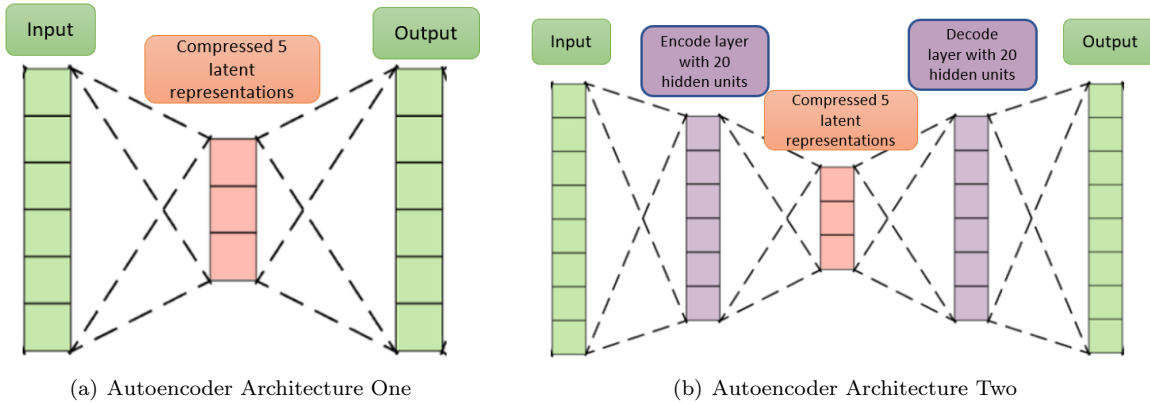 Input
Compressed 5
latent
representations
Output
(a) Autoencoder Architecture One
Input
Encode layer
with 20
hidden units
Compressed 5
latent
representations
Decode
layer with 20
hidden units
Output
(b) Autoencoder Architecture Two